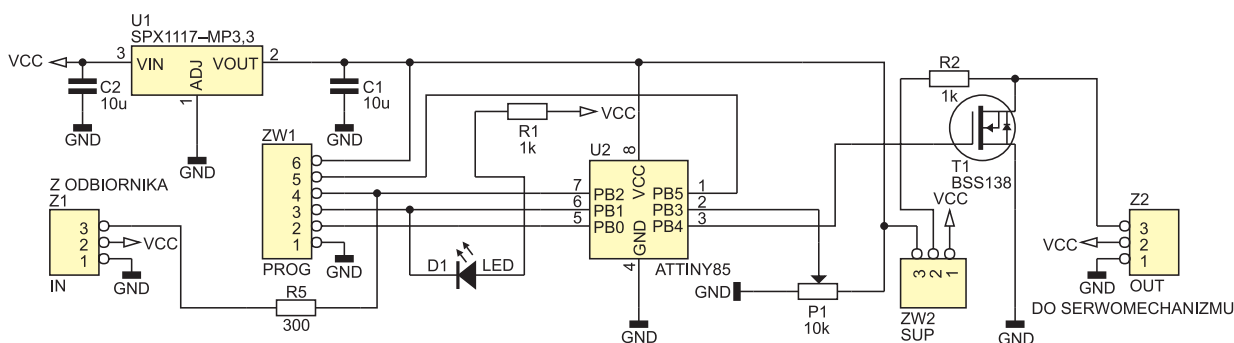 U1
SPX1117–MP3,3
VCC
3
VIN
VOUT
2
ADJ
1
C2
10u
GND
GND
C1
10u
GND
R1
1k
VCC
R2
1k
T1
BSS138
ZW1
6
5
4
3
2
1
PROG
GND
U2
8
VCC
7
PB2
PB5
1
6
PB1
PB3
2
5
PB0
PB4
3
GND
4
ATTINY85
GND
Z ODBIORNIKA
Z1
3
2
1
VCC
GND
IN
D1
LED
R5
300
GND
P1
10k
VCC
3
2
1
ZW2
SUP
GND
Z2
3
2
1
VCC
GND
OUT
DO SERWOMECHANIZMU